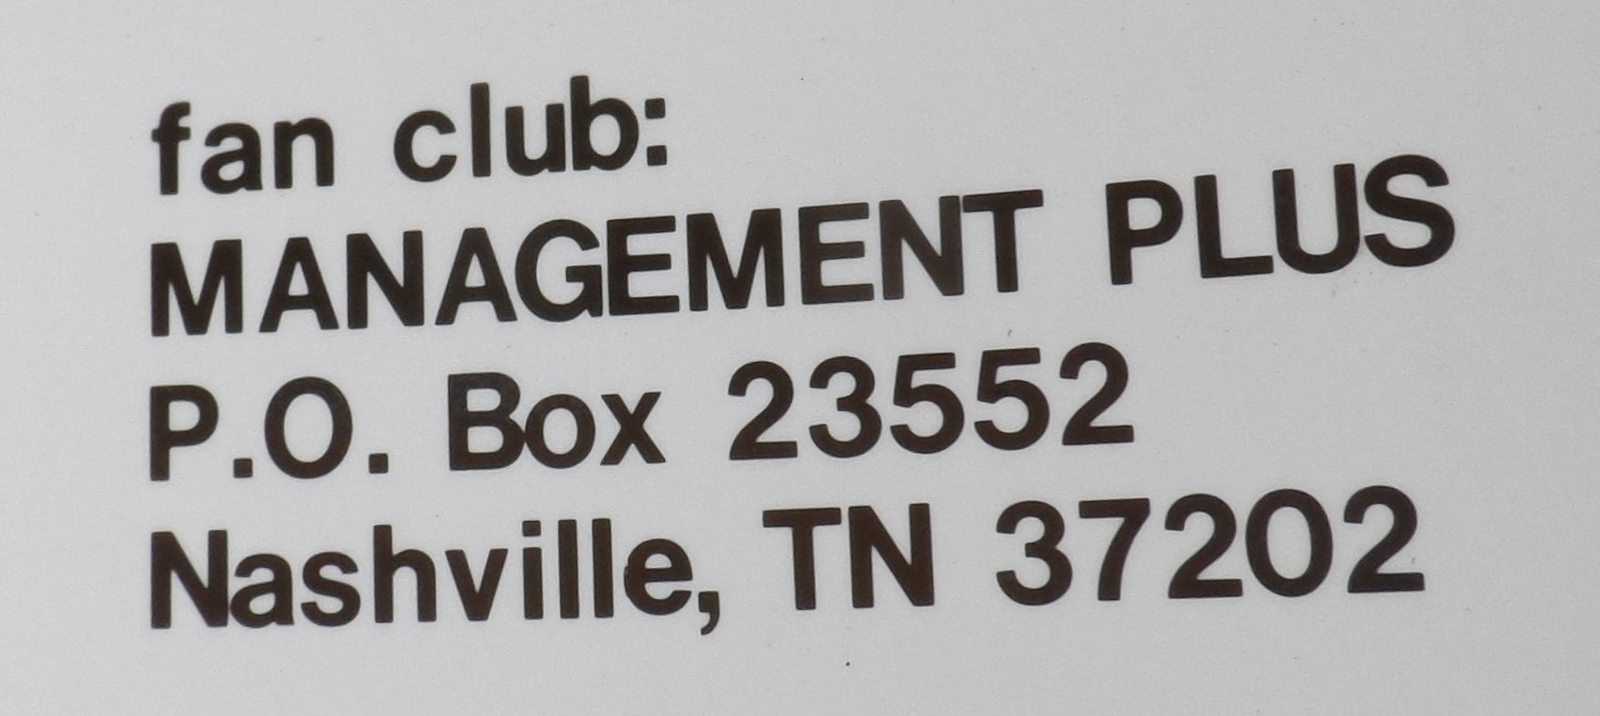 fan club:
MANAGEMENT PLUS
P.O. Box 23552
Nashville, TN 37202